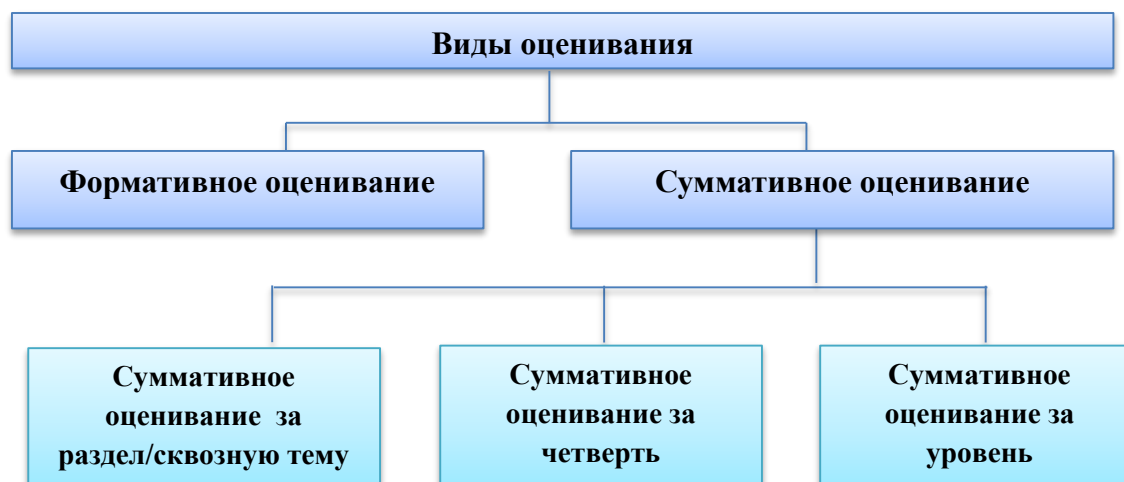 Виды оценивания
Формативное оценивание
Суммативное оценивание
Суммативное
оценивание за
раздел/сквозную тему
Суммативное
оценивание за
четверть
Суммативное
оценивание за
уровень